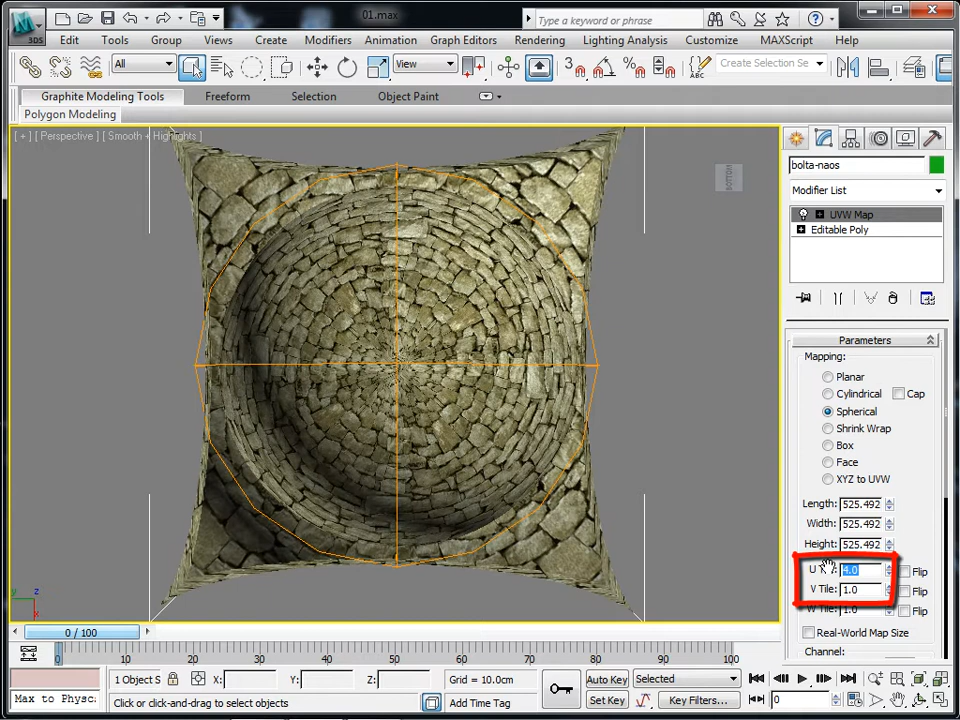 01.max
Type a keyword or phrase
3DS
Edit Tools Group Views Create Modifiers Animation Graph Editors Rendering Lighting Analysis Customize MAXScript Help
All View 3 ABC Create Selection Se
Graphite Modeling Tools Freeform Selection Object Paint
Polygon Modeling
[ + ] [ Perspective ] [ Smooth + Highlights ]
BOTTOM
bolta-naos
Modifier List
UVW Map
Editable Poly
Parameters
Mapping:
Planar
Cylindrical Cap
Spherical
Shrink Wrap
Box
Face
XYZ to UVW
Length: 525.492
Width: 525.492
Height: 525.492
4.0 Flip
V Tile: 1.0 Flip
W Tile: 1.0 Flip
Real-World Map Size
Channel:
y z x
0 / 100
0 10 20 30 40 50 60 70 80 90 100
1 Object S X: Y: Z: Grid = 10.0cm Auto Key Selected
Max to Physc Click or click-and-drag to select objects Add Time Tag Set Key Key Filters... 0